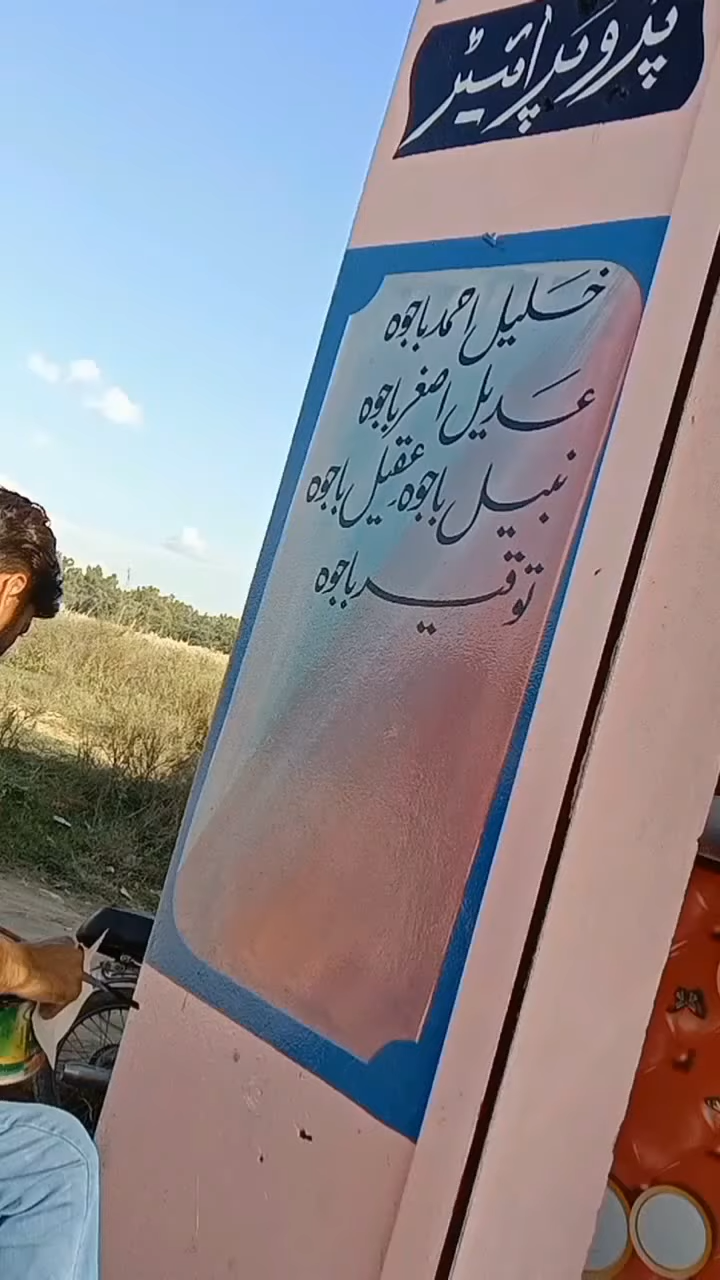 پروپرائیٹر
خلیل احمد باجوہ
عدیل اصغر باجوہ
نبیل باجوہ عقیل باجوہ
توقیر باجوہ